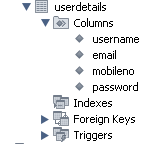 userdetails
Columns
username
email
mobileno
password
Indexes
Foreign Keys
Triggers